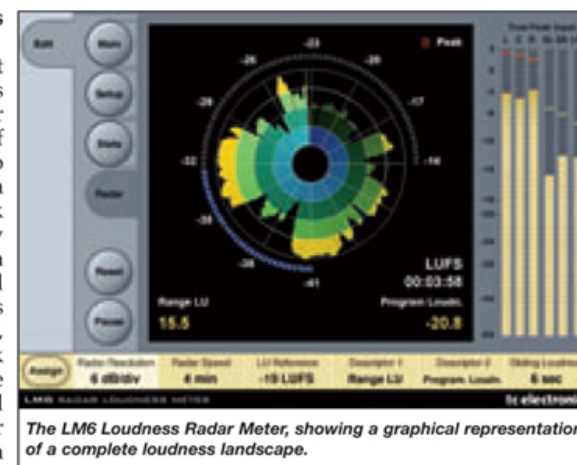 True Peak Input
Edit
Main
-23
Peak
L C R
-26
-20
Setup
-29
-17
Stats
-32
-14
Radar
-35
-38
LUFS
Reset
-41
00:03:58
Range LU
Program Loudn.
Pause
15.5
-20.8
Assign
Radar Resolution
Radar Speed
LU Reference
Descriptor 1
Descriptor 2
Sliding Loudness
6 dB/div
4 min
-19 LUFS
Range LU
Program Loudn.
6 sec
LM6 RADAR LOUDNESS METER
tc electronic
The LM6 Loudness Radar Meter, showing a graphical representation
of a complete loudness landscape.